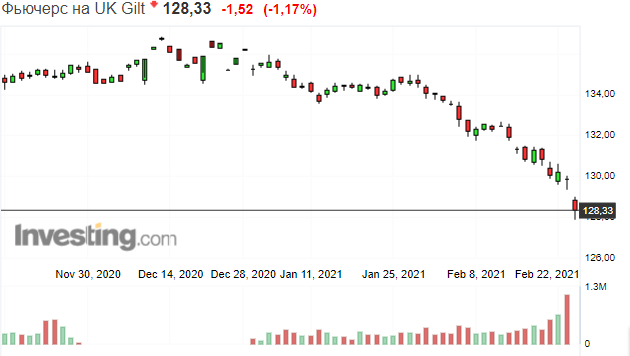 Фьючерс на UK Gilt 128,33 -1,52 (-1,17%)
134,00
132,00
130,00
128,33
128,00
126,00
Investing.com
Nov 30, 2020 Dec 14, 2020 Dec 28, 2020 Jan 11, 2021 Jan 25, 2021 Feb 8, 2021 Feb 22, 2021
1.3M
0